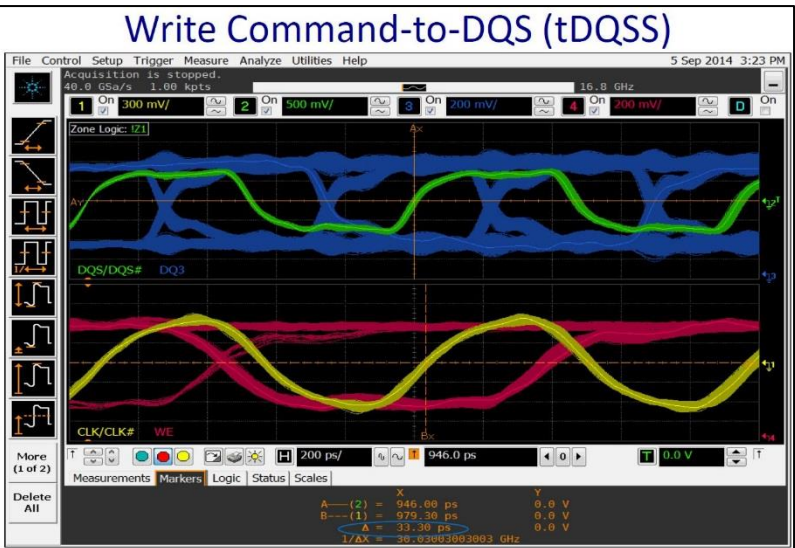 Write Command-to-DQS (tDQSS)
File Control Setup Trigger Measure Analyze Utilities Help 5 Sep 2014 3:23 PM
Acquisition is stopped.
40.0 GSa/s 1.00 kpts 16.8 GHz
1 On 300 mV/ 2 On 500 mV/ 3 On 200 mV/ 4 On 200 mV/ D On
Zone Logic: !Z1 Ax
Ay
DQS/DQS# DQ3
CLK/CLK# WE Bx
More
(1 of 2)
H 200 ps/ 946.0 ps 0 T 0.0 V
Measurements Markers Logic Status Scales
Delete
All
X Y
A---(2) = 946.00 ps 0.0 V
B---(1) = 979.30 ps 0.0 V
Δ = 33.30 ps 0.0 V
1/ΔX = 30.03003003003 GHz